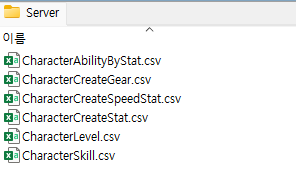 Server
이름
CharacterAbilityByStat.csv
CharacterCreateGear.csv
CharacterCreateSpeedStat.csv
CharacterCreateStat.csv
CharacterLevel.csv
CharacterSkill.csv